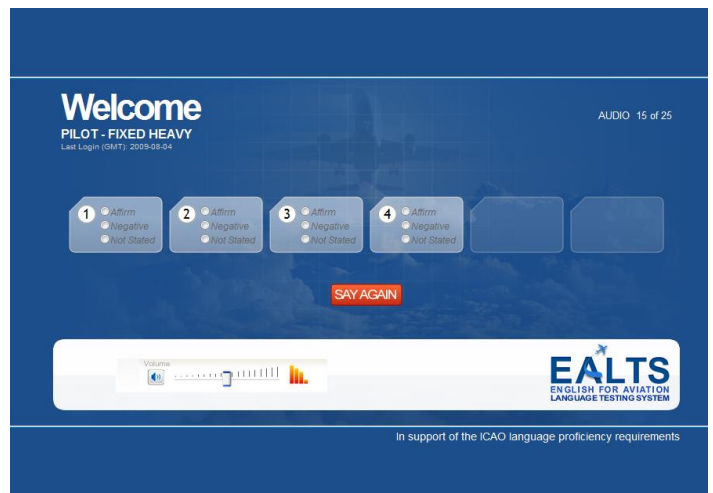 Welcome
PILOT - FIXED HEAVY
Last Login (GMT): 2009-08-04
AUDIO 15 of 25
1 Affirm
Negative
Not Stated
2 Affirm
Negative
Not Stated
3 Affirm
Negative
Not Stated
4 Affirm
Negative
Not Stated
SAY AGAIN
Volume
EALTS
ENGLISH FOR AVIATION
LANGUAGE TESTING SYSTEM
In support of the ICAO language proficiency requirements